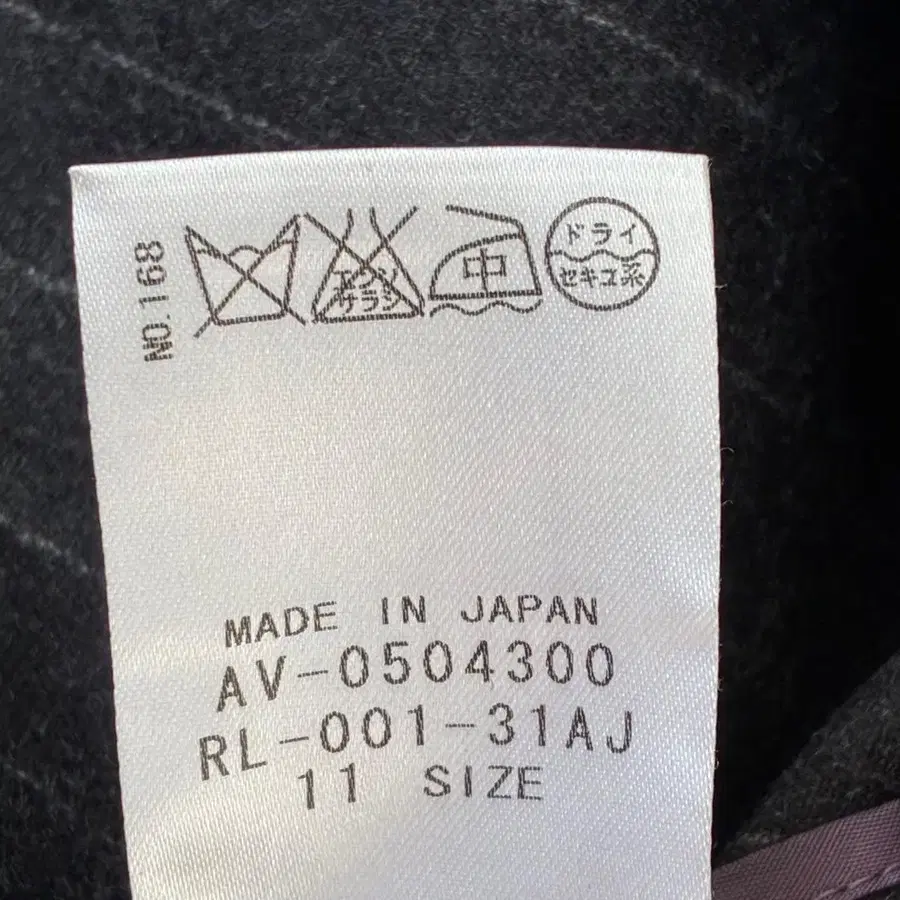 NO.168
エンソ
サラシ
中
ドライ
セキユ系
MADE IN JAPAN
AV-0504300
RL-001-31AJ
11 SIZE